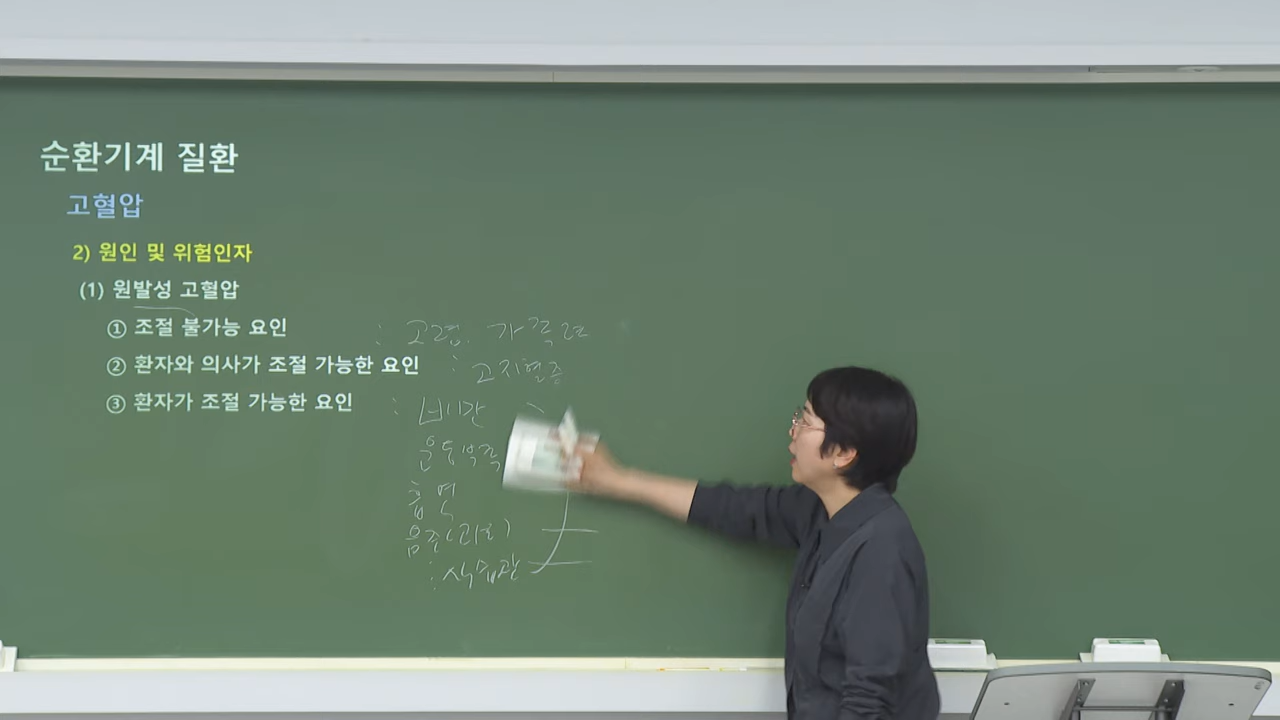 순환기계 질환
고혈압
2) 원인 및 위험인자
(1) 원발성 고혈압
① 조절 불가능 요인 : 고령, 가족력
② 환자와 의사가 조절 가능한 요인 : 고지혈증
③ 환자가 조절 가능한 요인 : 비만
운동부족
흡연
음주(과음)
: 식습관